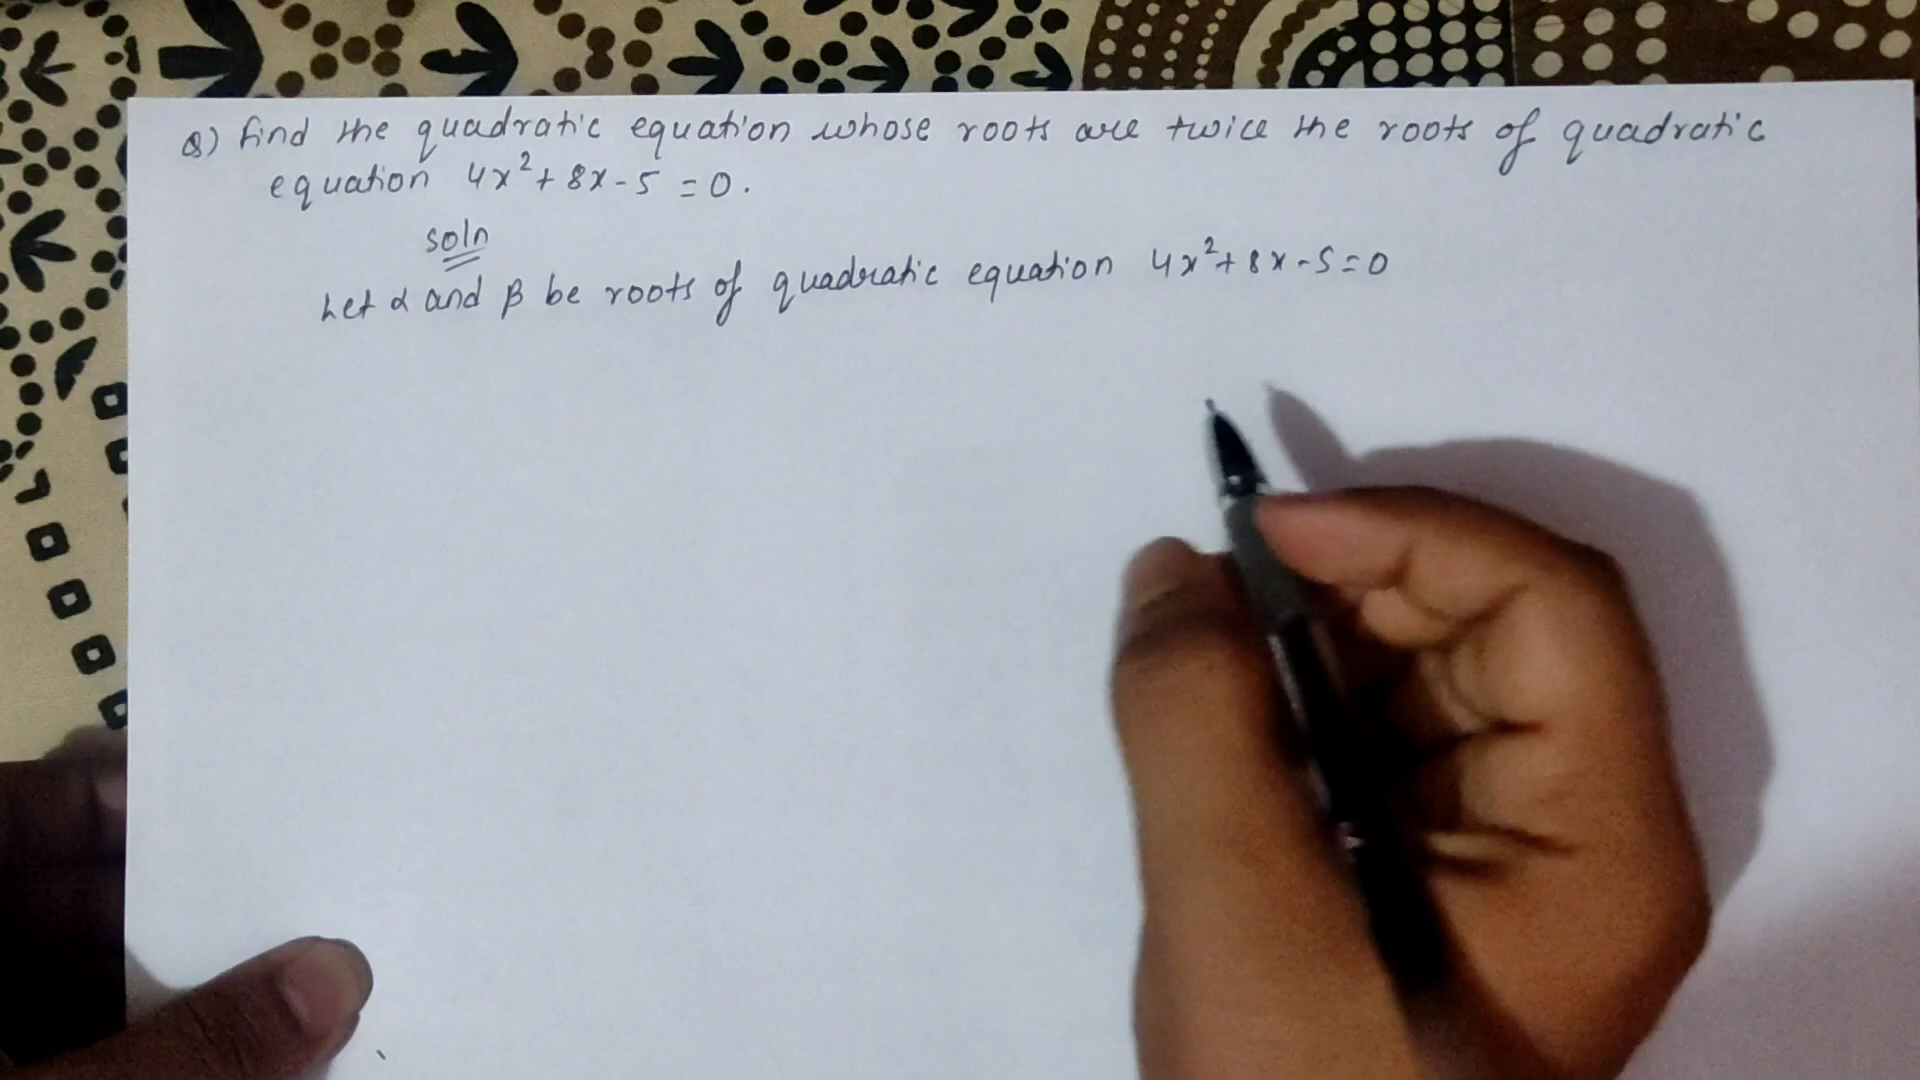 Q) find the quadratic equation whose roots are twice the roots of quadratic
equation 4x²+8x-5=0.
soln
Let α and β be roots of quadratic equation 4x²+8x-5=0